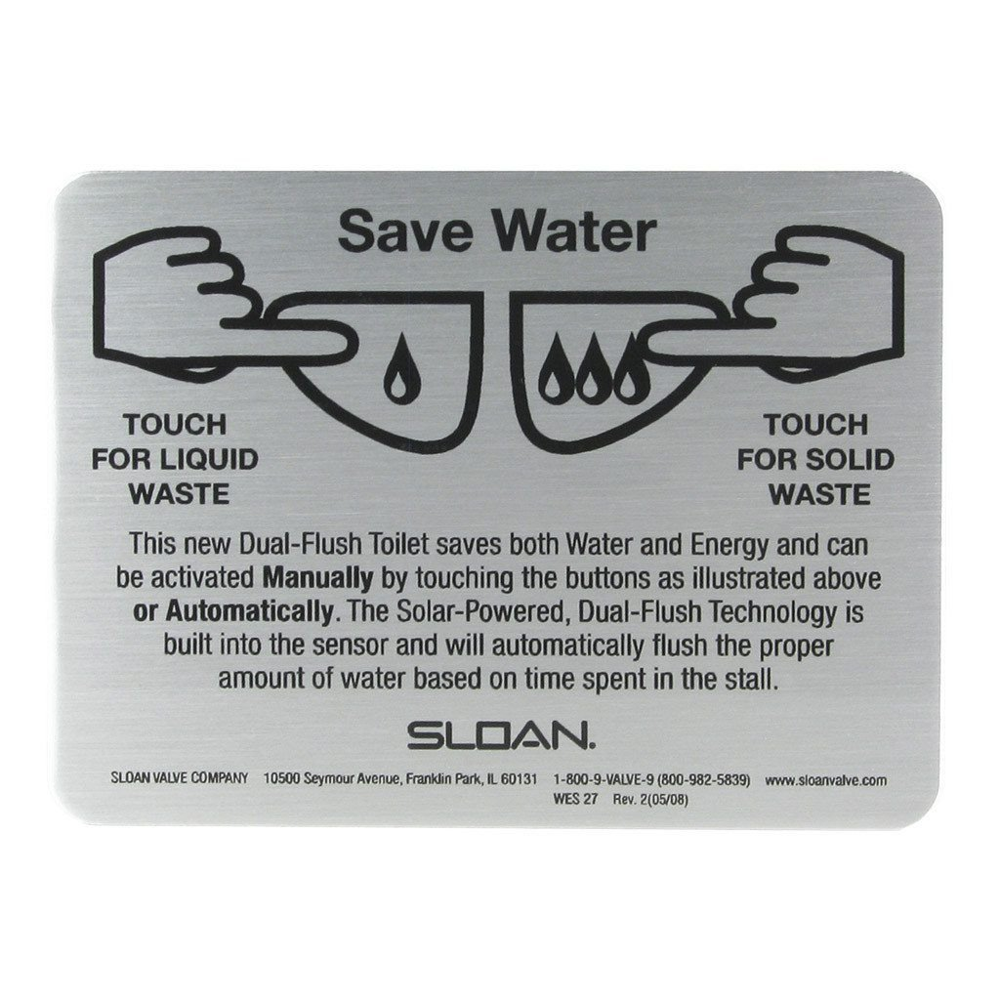 Save Water
TOUCH
FOR LIQUID
WASTE
TOUCH
FOR SOLID
WASTE
This new Dual-Flush Toilet saves both Water and Energy and can
be activated Manually by touching the buttons as illustrated above
or Automatically. The Solar-Powered, Dual-Flush Technology is
built into the sensor and will automatically flush the proper
amount of water based on time spent in the stall.
SLOAN.
SLOAN VALVE COMPANY 10500 Seymour Avenue, Franklin Park, IL 60131 1-800-9-VALVE-9 (800-982-5839) www.sloanvalve.com
WES 27 Rev. 2(05/08)